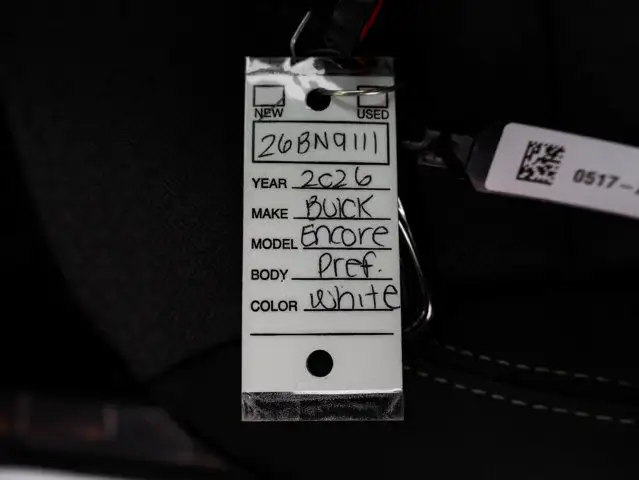 NEW USED
26BN9111
YEAR 2026
MAKE BUICK
MODEL Encore
BODY Pref.
COLOR White
0517-